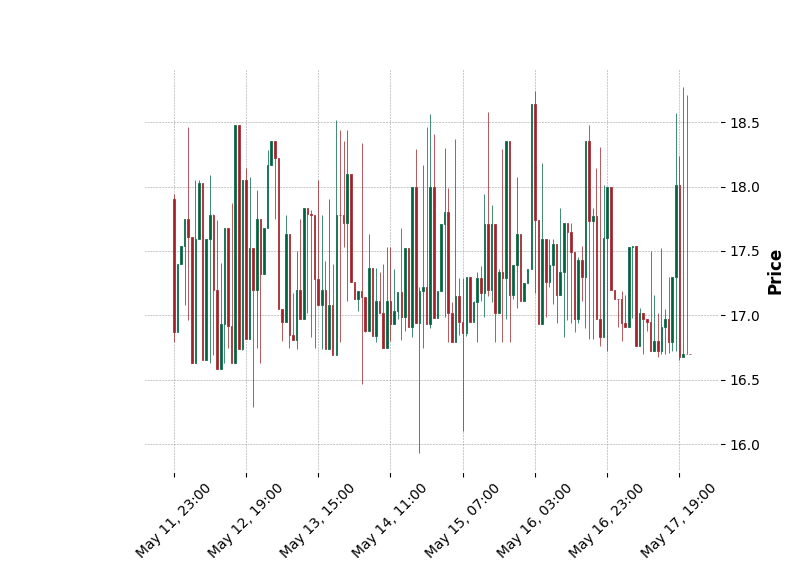 18.5
18.0
17.5
17.0
16.5
16.0
Price
May 11, 23:00
May 12, 19:00
May 13, 15:00
May 14, 11:00
May 15, 07:00
May 16, 03:00
May 16, 23:00
May 17, 19:00